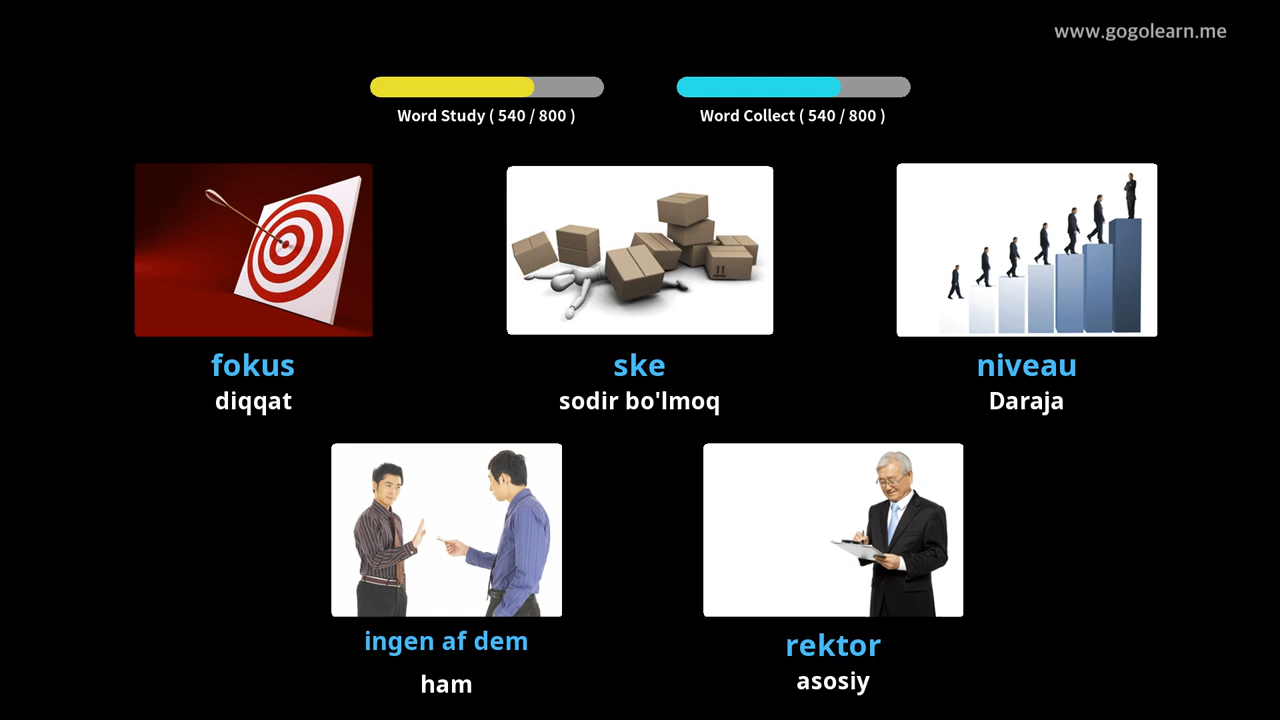 www.gogolearn.me
Word Study ( 540 / 800 )
Word Collect ( 540 / 800 )
fokus
diqqat
ske
sodir bo'lmoq
niveau
Daraja
ingen af dem
ham
rektor
asosiy